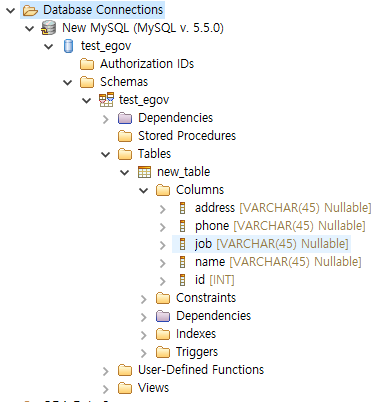 Database Connections
New MySQL (MySQL v. 5.5.0)
test_egov
Authorization IDs
Schemas
test_egov
Dependencies
Stored Procedures
Tables
new_table
Columns
address [VARCHAR(45) Nullable]
phone [VARCHAR(45) Nullable]
job [VARCHAR(45) Nullable]
name [VARCHAR(45) Nullable]
id [INT]
Constraints
Dependencies
Indexes
Triggers
User-Defined Functions
Views